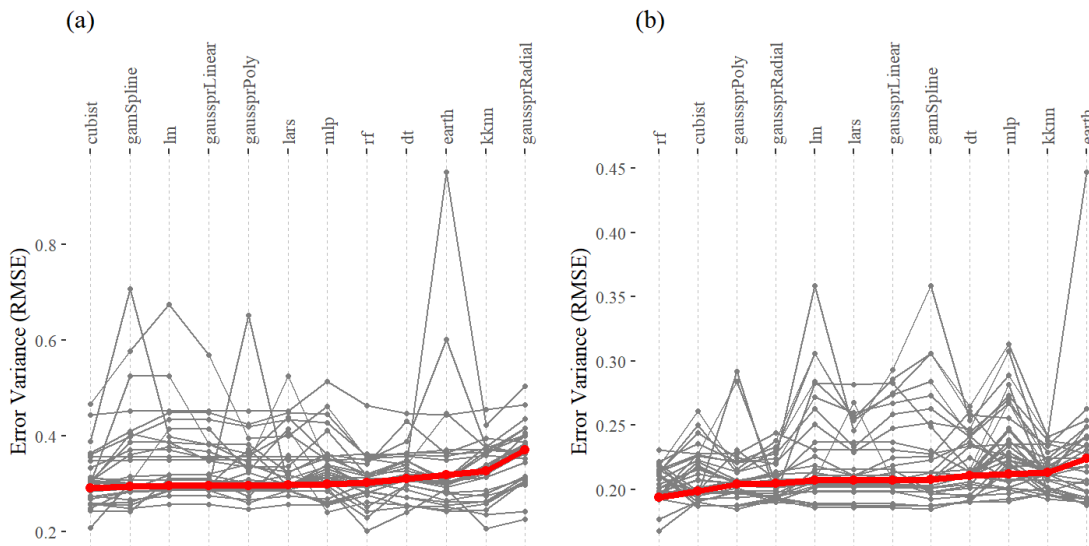 (a)
cubist
gamSpline
lm
gaussprLinear
gaussprPoly
lars
mlp
rf
dt
earth
kknn
gaussprRadial
Error Variance (RMSE)
0.8
0.6
0.4
0.2
(b)
rf
cubist
gaussprPoly
gaussprRadial
lm
lars
gaussprLinear
gamSpline
dt
mlp
kknn
earth
Error Variance (RMSE)
0.45
0.40
0.35
0.30
0.25
0.20